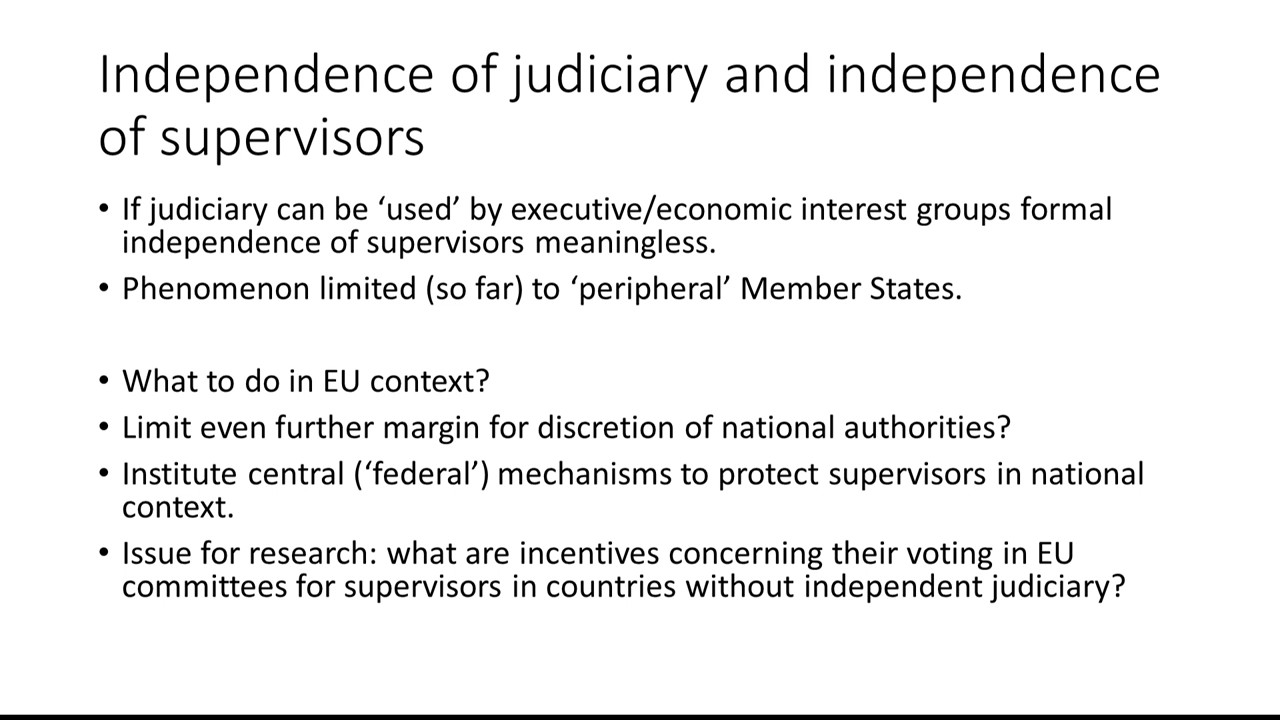 Independence of judiciary and independence
of supervisors
• If judiciary can be ‘used’ by executive/economic interest groups formal
independence of supervisors meaningless.
• Phenomenon limited (so far) to ‘peripheral’ Member States.
• What to do in EU context?
• Limit even further margin for discretion of national authorities?
• Institute central (‘federal’) mechanisms to protect supervisors in national
context.
• Issue for research: what are incentives concerning their voting in EU
committees for supervisors in countries without independent judiciary?